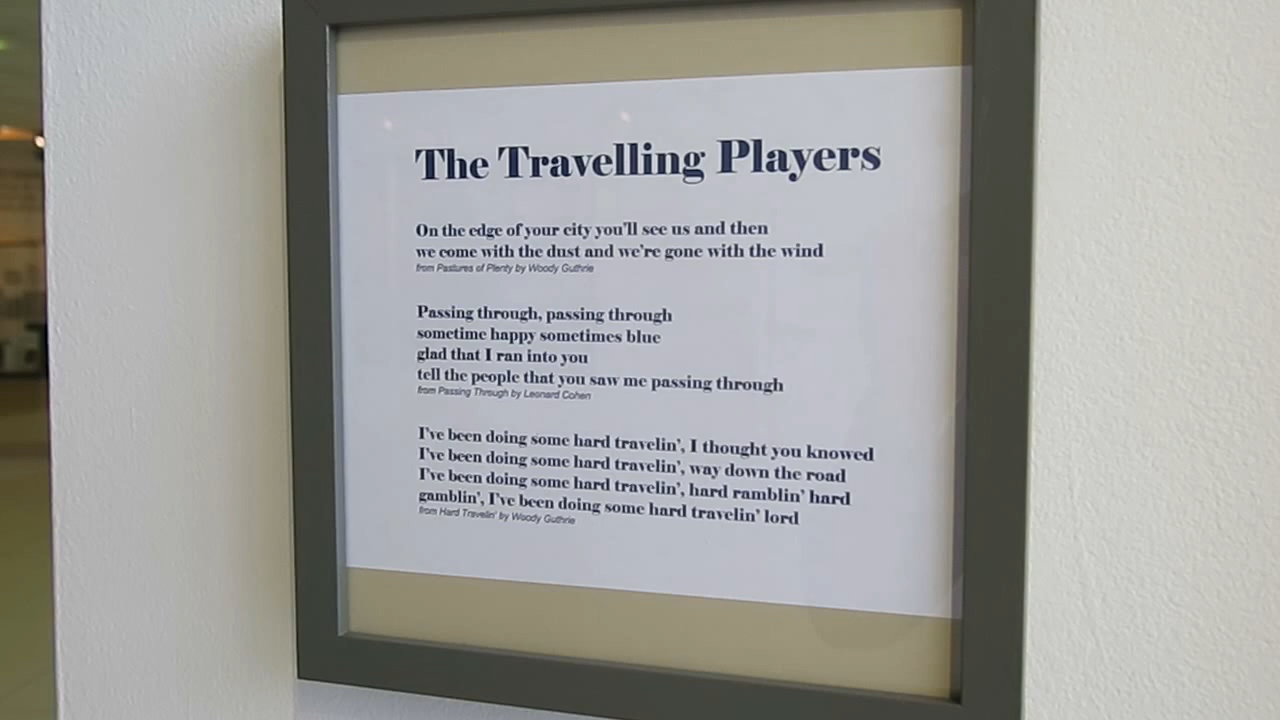 The Travelling Players
On the edge of your city you'll see us and then
we come with the dust and we're gone with the wind
from Pastures of Plenty by Woody Guthrie
Passing through, passing through
sometime happy sometimes blue
glad that I ran into you
tell the people that you saw me passing through
from Passing Through by Leonard Cohen
I've been doing some hard travelin', I thought you knowed
I've been doing some hard travelin', way down the road
I've been doing some hard travelin', hard ramblin' hard
gamblin', I've been doing some hard travelin' lord
from Hard Travelin' by Woody Guthrie